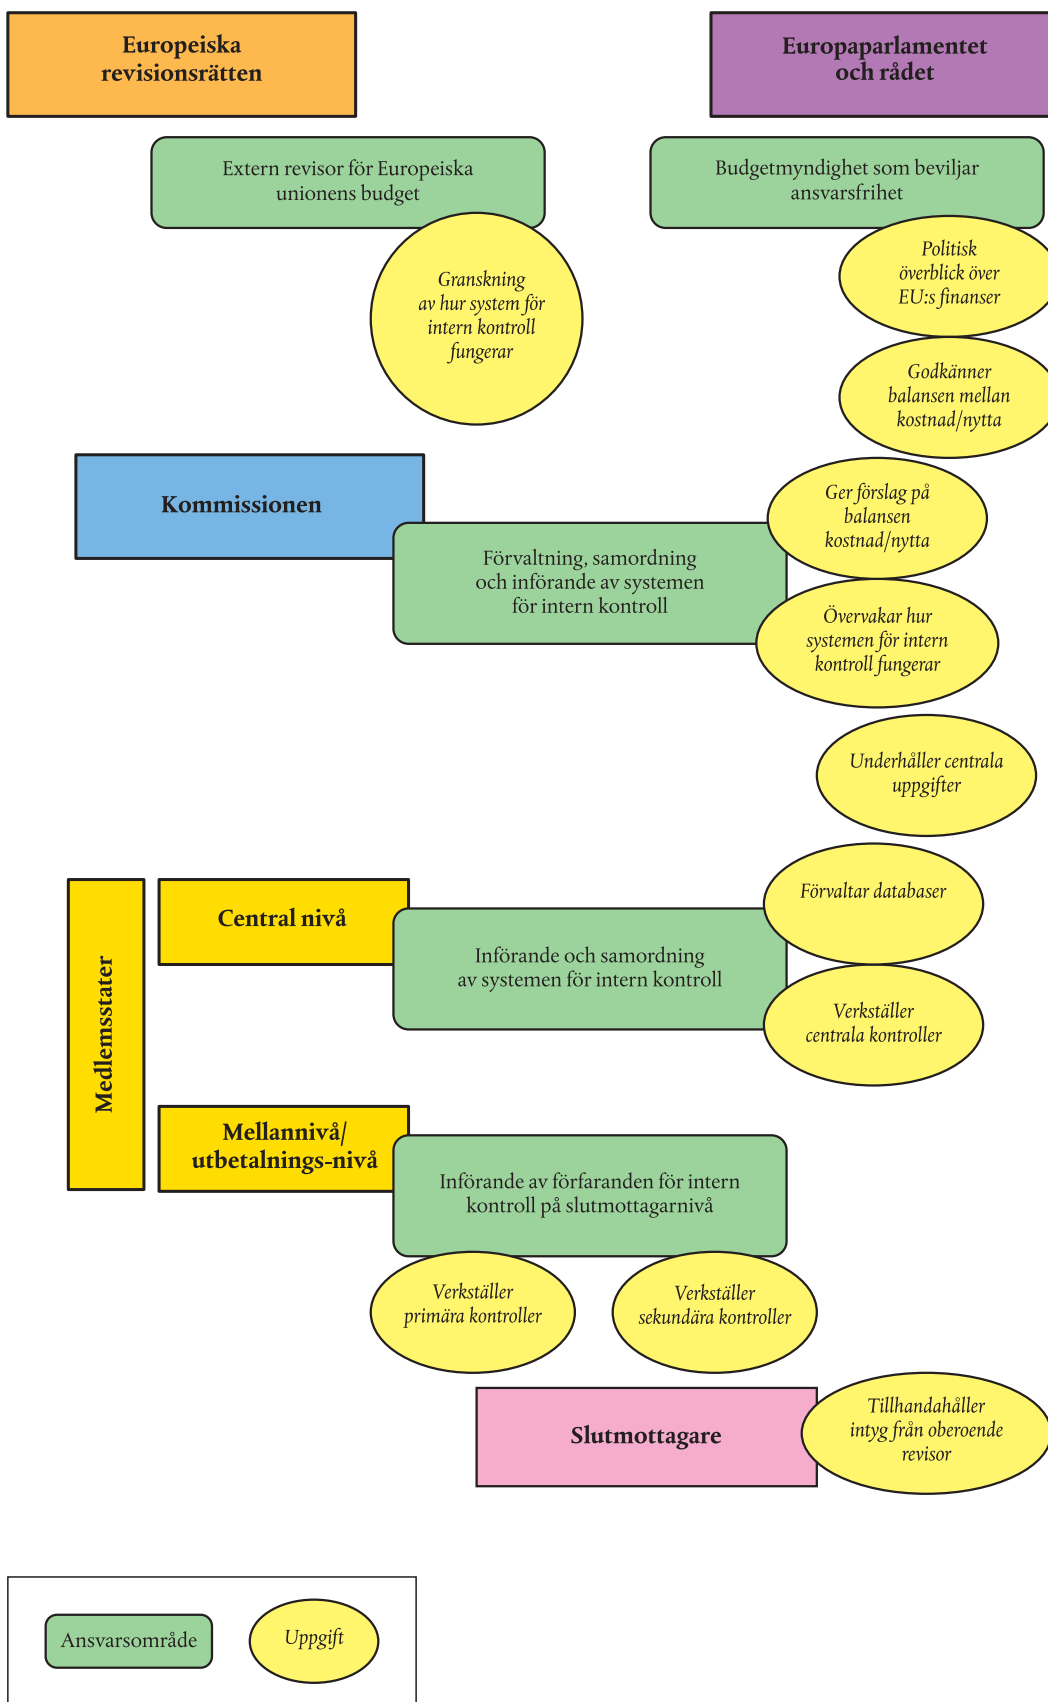 Europeiska
revisionsrätten
Europaparlamentet
och rådet
Extern revisor för Europeiska
unionens budget
Budgetmyndighet som beviljar
ansvarsfrihet
Granskning
av hur system för
intern kontroll
fungerar
Politisk
överblick över
EU:s finanser
Godkänner
balansen mellan
kostnad/nytta
Kommissionen
Förvaltning, samordning
och införande av systemen
för intern kontroll
Ger förslag på
balansen
kostnad/nytta
Övervakar hur
systemen för intern
kontroll fungerar
Underhåller centrala
uppgifter
Medlemsstater
Central nivå
Införande och samordning
av systemen för intern kontroll
Förvaltar databaser
Verkställer
centrala kontroller
Mellannivå/
utbetalnings-nivå
Införande av förfaranden för intern
kontroll på slutmottagarnivå
Verkställer
primära kontroller
Verkställer
sekundära kontroller
Slutmottagare
Tillhandahåller
intyg från oberoende
revisor
Ansvarsområde
Uppgift